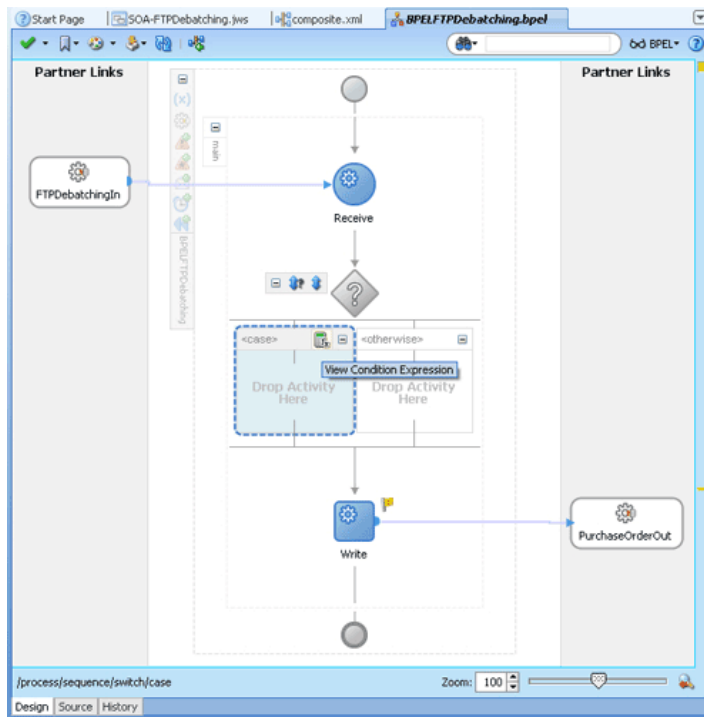 Start Page
SOA-FTPDebatching.jws
composite.xml
BPELFTPDebatching.bpel
BPEL
Partner Links
Partner Links
(x)
main
FTPDebatchingIn
Receive
BPELFTPDebatching
<case>
<otherwise>
View Condition Expression
Drop Activity
Here
Drop Activity
Here
Write
PurchaseOrderOut
/process/sequence/switch/case
Zoom: 100
Design Source History